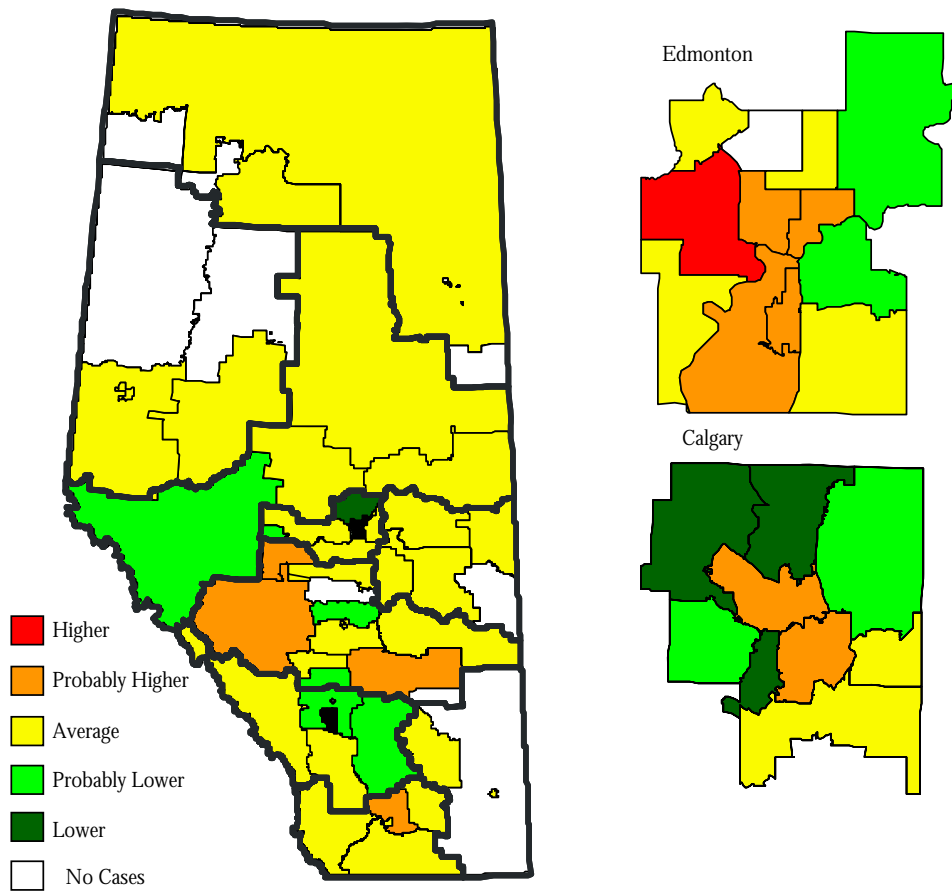 Edmonton
Calgary
Higher
Probably Higher
Average
Probably Lower
Lower
No Cases